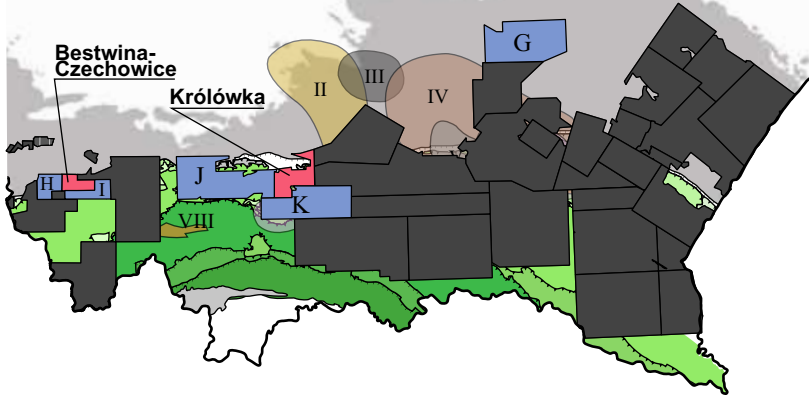 Bestwina-
Czechowice
Królówka
G
II
III
IV
H
I
J
K
VIII